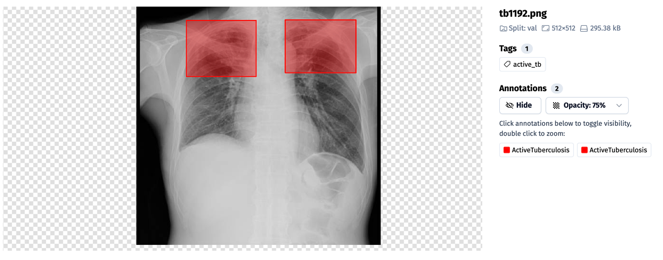 tb1192.png
Split: val 512×512 295.38 kB
Tags 1
active_tb
Annotations 2
Hide Opacity: 75%
Click annotations below to toggle visibility,
double click to zoom:
ActiveTuberculosis ActiveTuberculosis